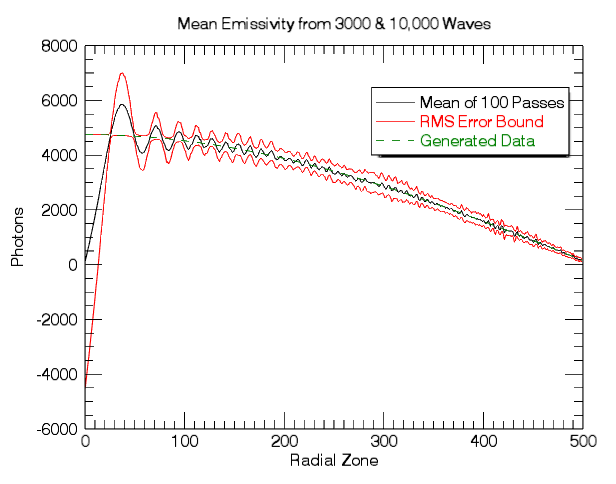 Mean Emissivity from 3000 & 10,000 Waves
8000
6000
4000
2000
0
-2000
-4000
-6000
Photons
Mean of 100 Passes
RMS Error Bound
Generated Data
0 100 200 300 400 500
Radial Zone